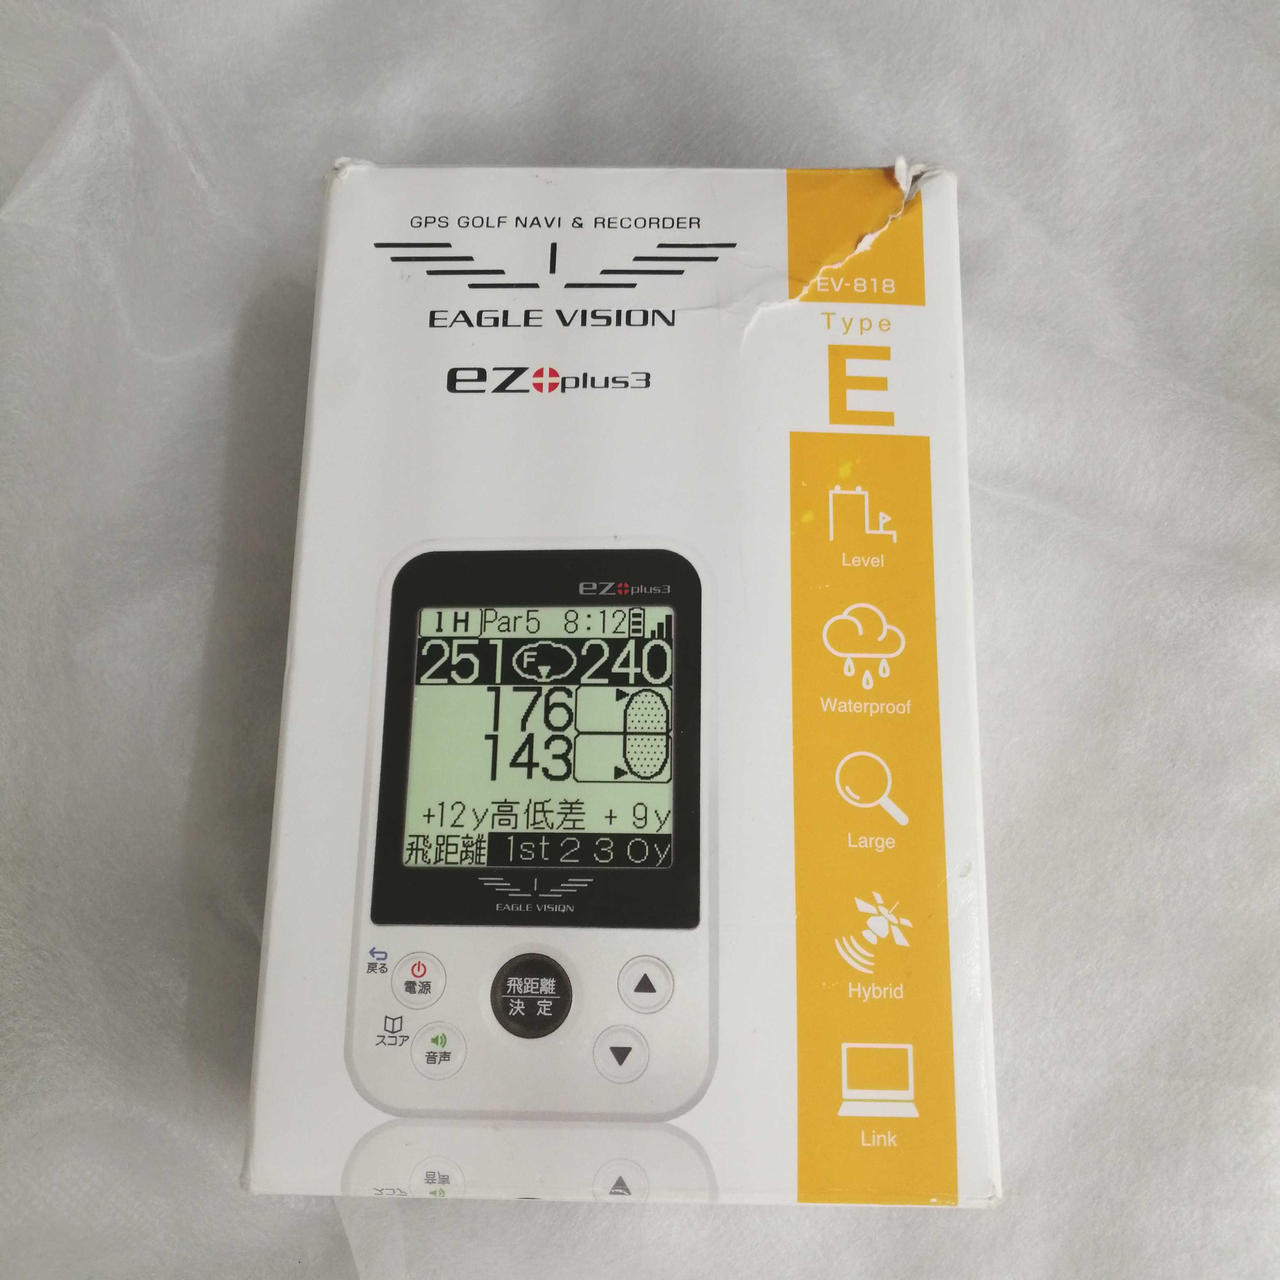 GPS GOLF NAVI & RECORDER
EAGLE VISION
ez plus3
EV-818
Type
E
Level
Waterproof
Large
Hybrid
Link
ez plus3
1H Par5 8:12
251 F 240
176
143
+12y高低差 + 9y
飛距離 1st 230y
EAGLE VISION
戻る
電源
スコア
音声
飛距離
決定